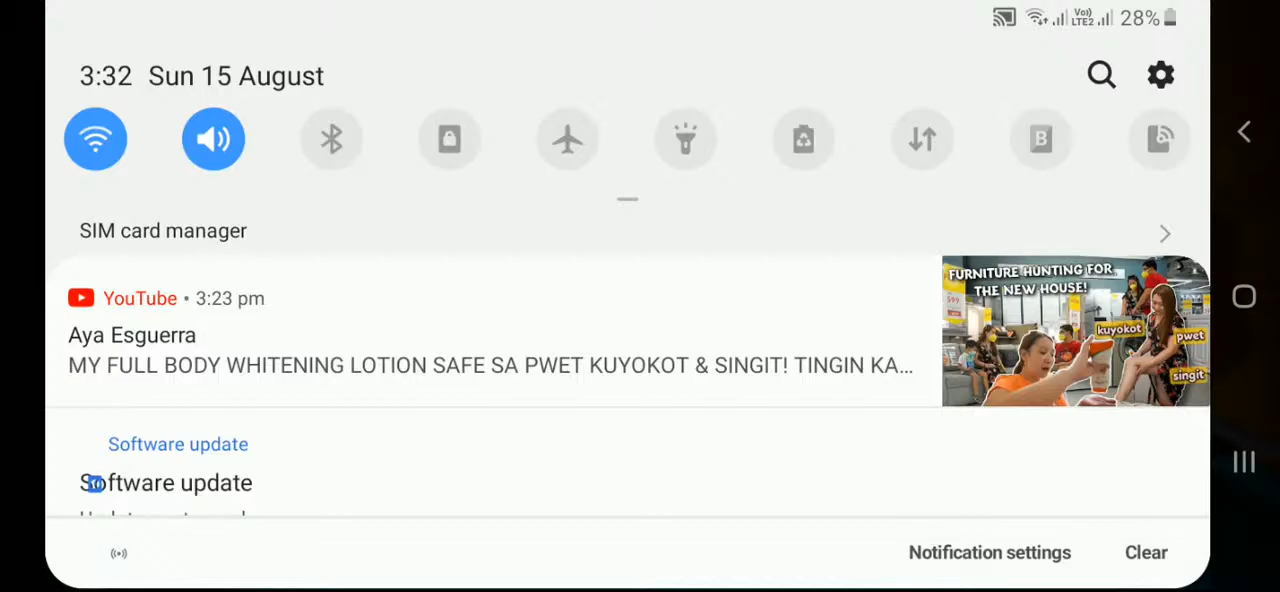 Vo)) LTE2 28%
3:32 Sun 15 August
B
SIM card manager
YouTube • 3:23 pm
Aya Esguerra
MY FULL BODY WHITENING LOTION SAFE SA PWET KUYOKOT & SINGIT! TINGIN KA...
FURNITURE HUNTING FOR
THE NEW HOUSE!
kuyokot
pwet
singit
Software update
Software update
Notification settings Clear